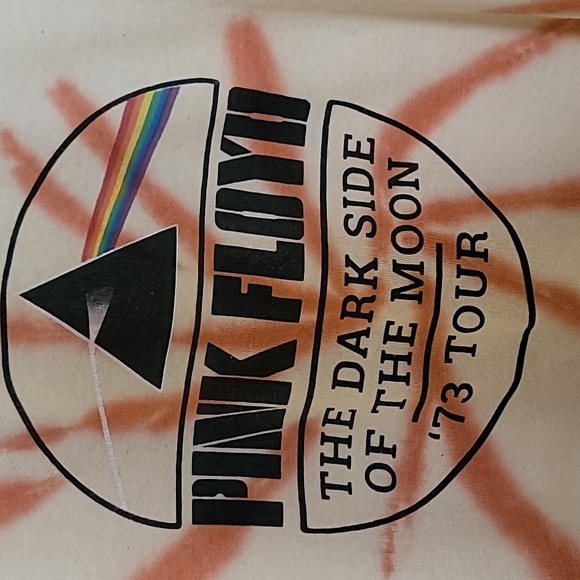 PINK FLOYD
THE DARK SIDE
OF THE MOON
'73 TOUR